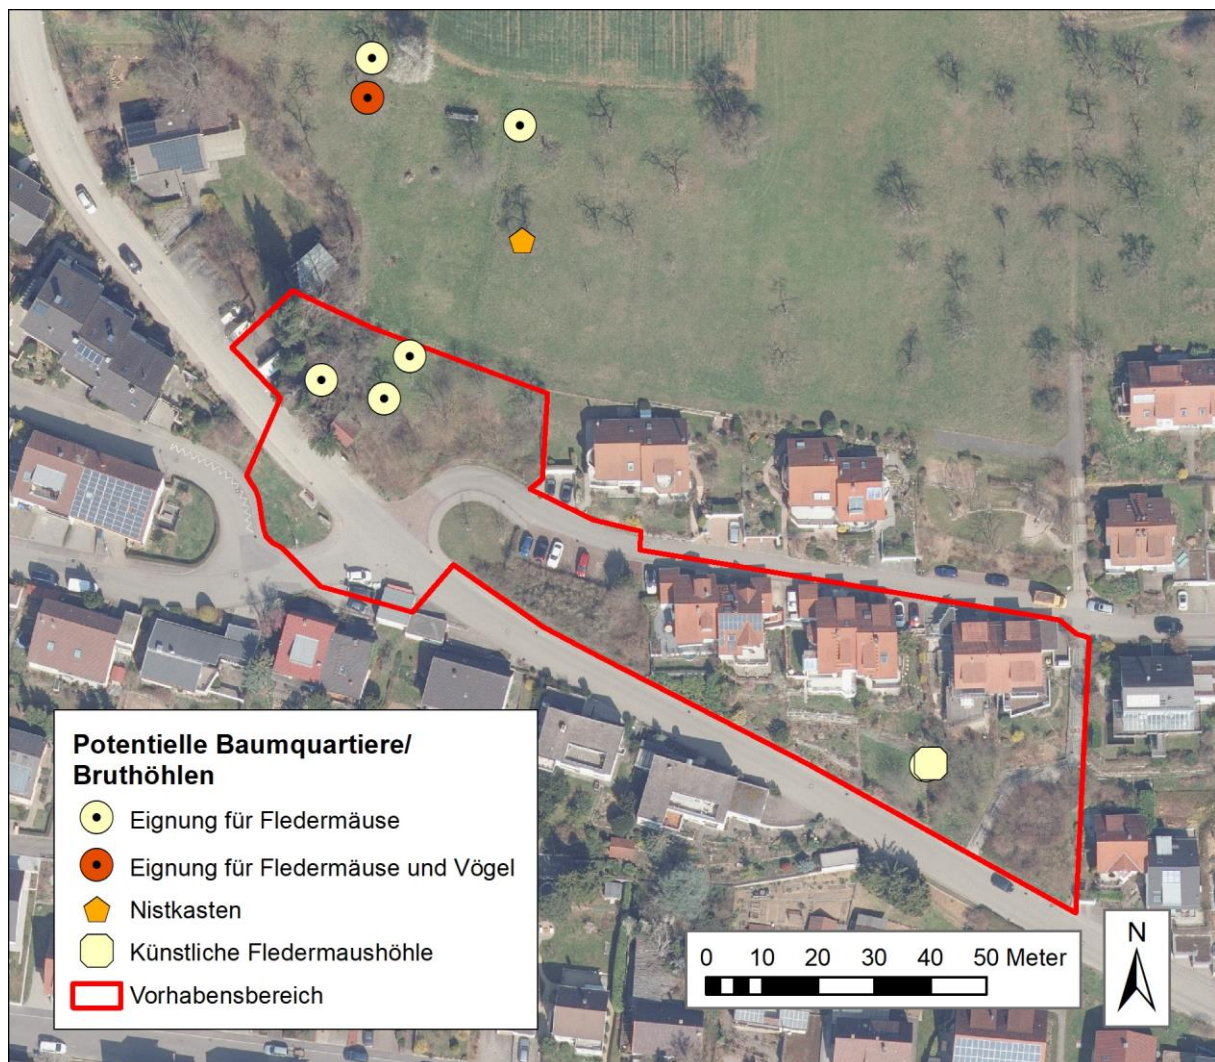 Potentielle Baumquartiere/
Bruthöhlen
Eignung für Fledermäuse
Eignung für Fledermäuse und Vögel
Nistkasten
Künstliche Fledermaushöhle
Vorhabensbereich
0 10 20 30 40 50 Meter
N